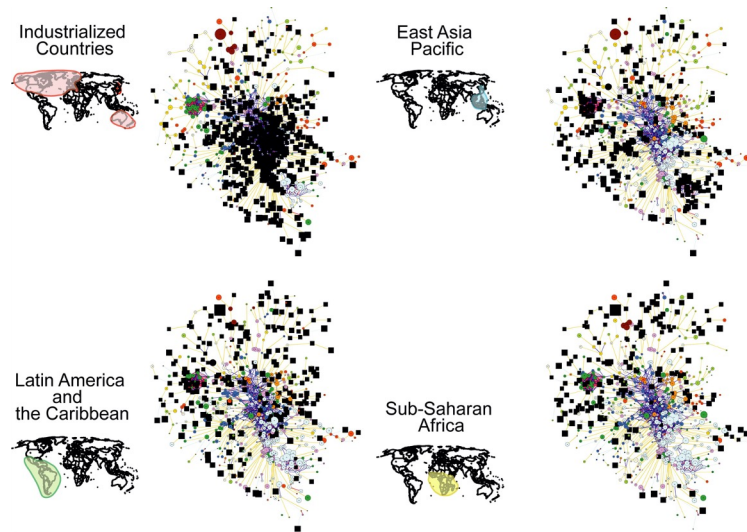 Industrialized
Countries
East Asia
Pacific
Latin America
and
the Caribbean
Sub-Saharan
Africa